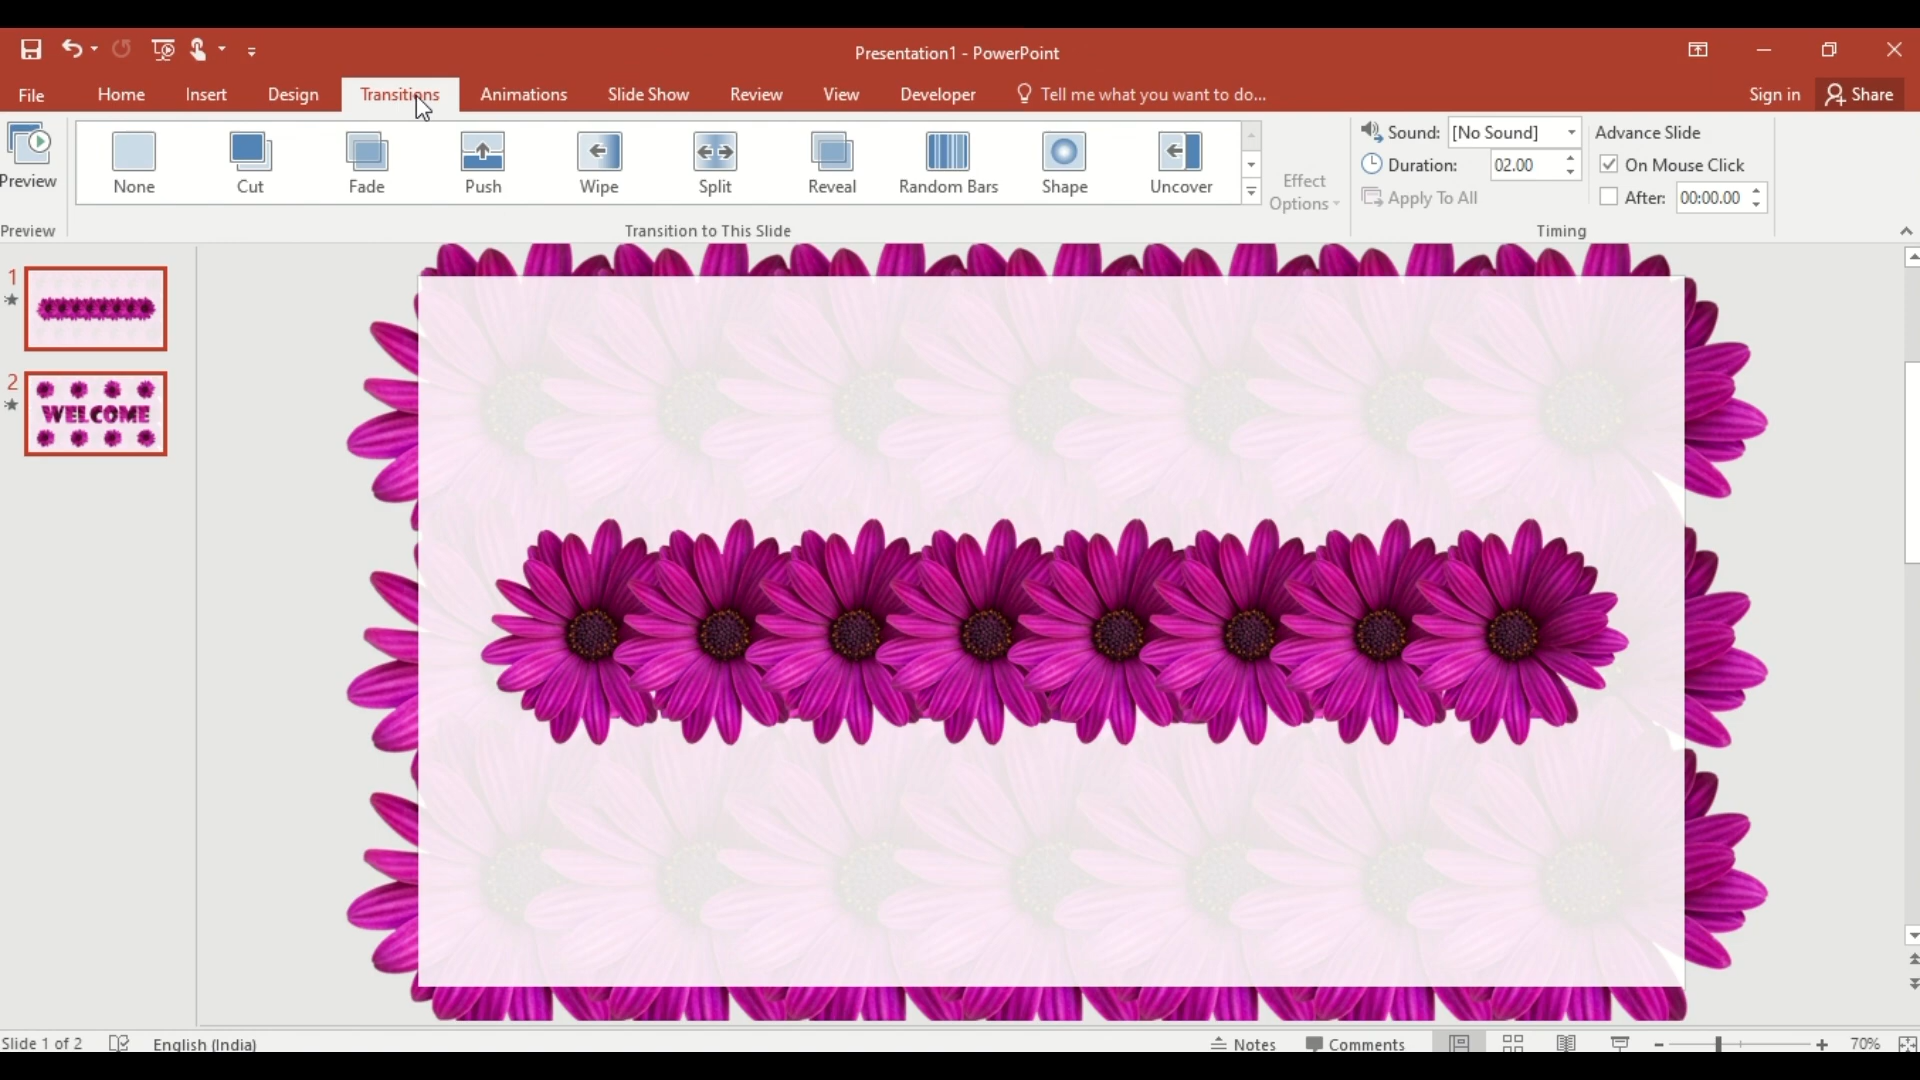 Presentation1 - PowerPoint
File Home Insert Design Transitions Animations Slide Show Review View Developer Tell me what you want to do... Sign in Share
Preview
None Cut Fade Push Wipe Split Reveal Random Bars Shape Uncover
Effect
Options
Sound: [No Sound]
Duration: 02.00
Apply To All
Advance Slide
On Mouse Click
After: 00:00.00
Preview Transition to This Slide Timing
1
2
WELCOME
Slide 1 of 2 English (India) Notes Comments 70%